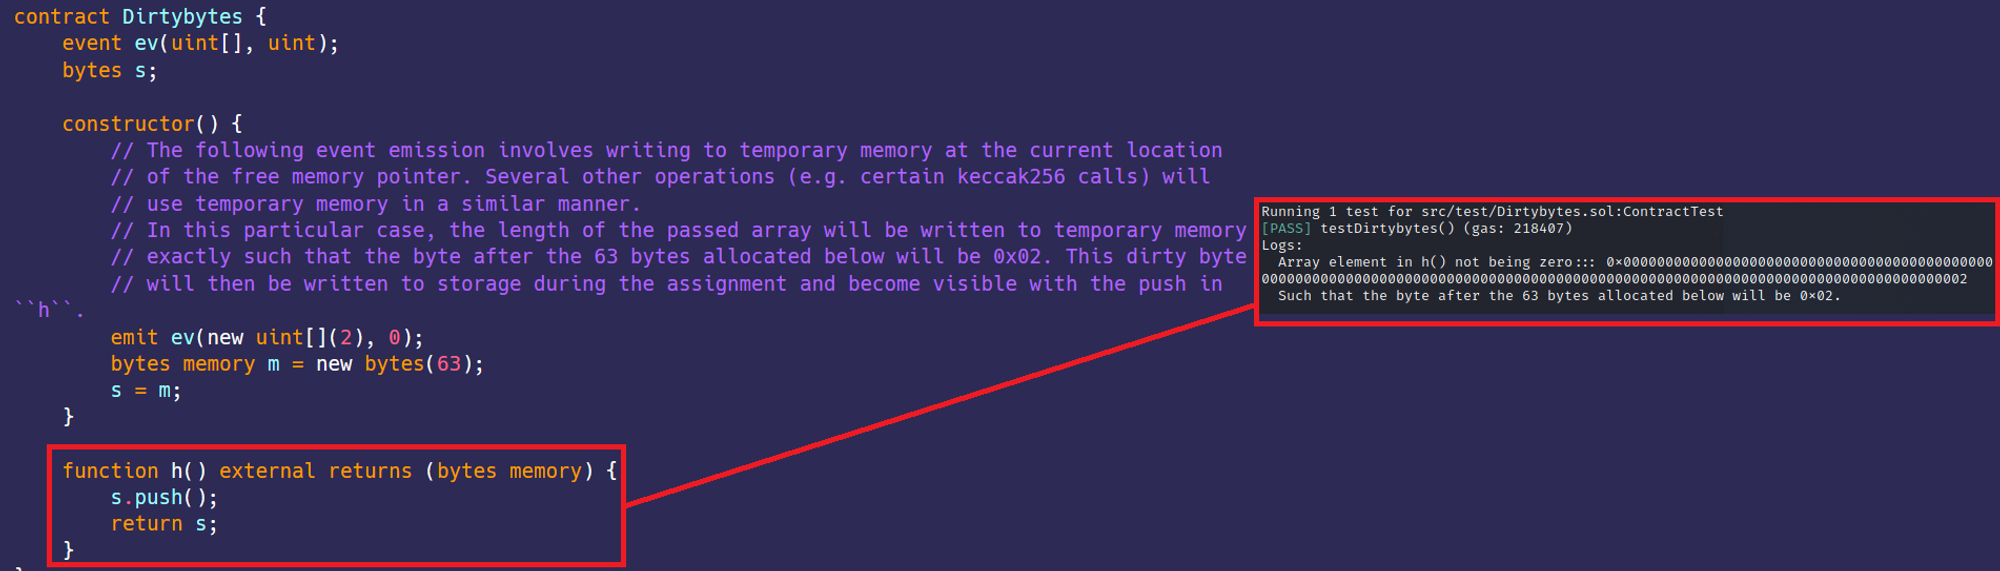 contract Dirtybytes {
event ev(uint[], uint);
bytes s;
constructor() {
// The following event emission involves writing to temporary memory at the current location
// of the free memory pointer. Several other operations (e.g. certain keccak256 calls) will
// use temporary memory in a similar manner.
// In this particular case, the length of the passed array will be written to temporary memory
// exactly such that the byte after the 63 bytes allocated below will be 0x02. This dirty byte
// will then be written to storage during the assignment and become visible with the push in
``h``.
emit ev(new uint[](2), 0);
bytes memory m = new bytes(63);
s = m;
}
function h() external returns (bytes memory) {
s.push();
return s;
}
Running 1 test for src/test/Dirtybytes.sol:ContractTest
[PASS] testDirtybytes() (gas: 218407)
Logs:
Array element in h() not being zero:::
Such that the byte after the 63 bytes allocated below will be 0×02.